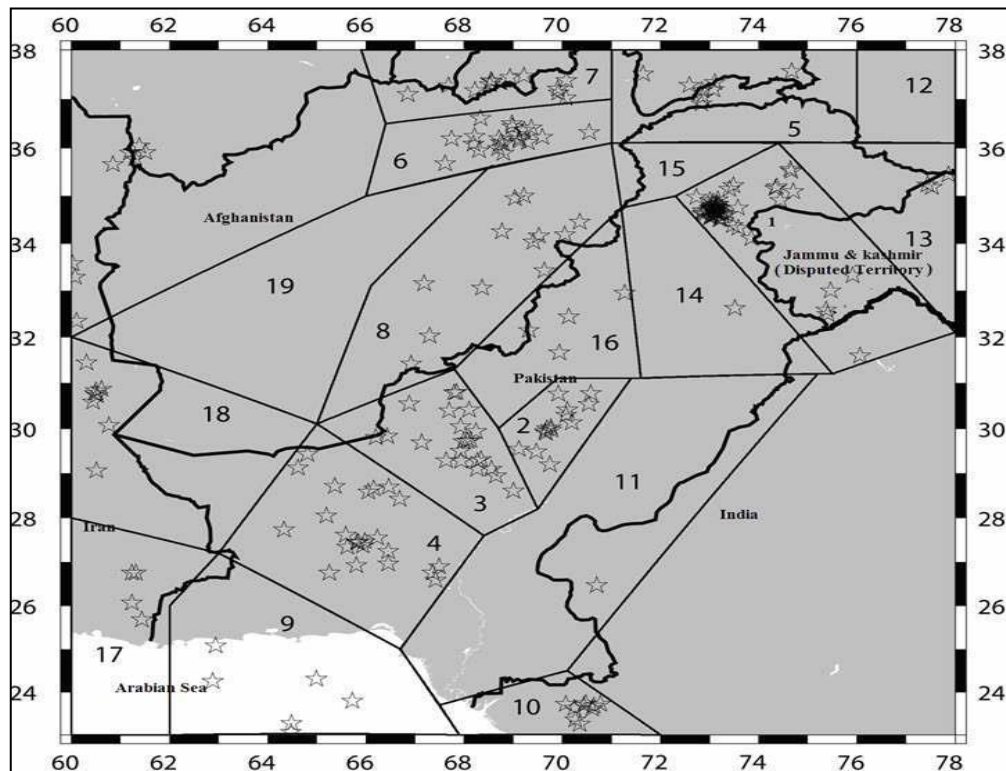 60 62 64 66 68 70 72 74 76 78
38 38
7
12
5
36 36
6
15
Afghanistan
1
34 13 34
Jammu & kashmir
( Disputed Territory )
19
14
8
16
32 32
Pakistan
18
30 2 30
11
3
28 28
India
Iran
4
26 26
9
17
24 Arabian Sea 24
10
60 62 64 66 68 70 72 74 76 78